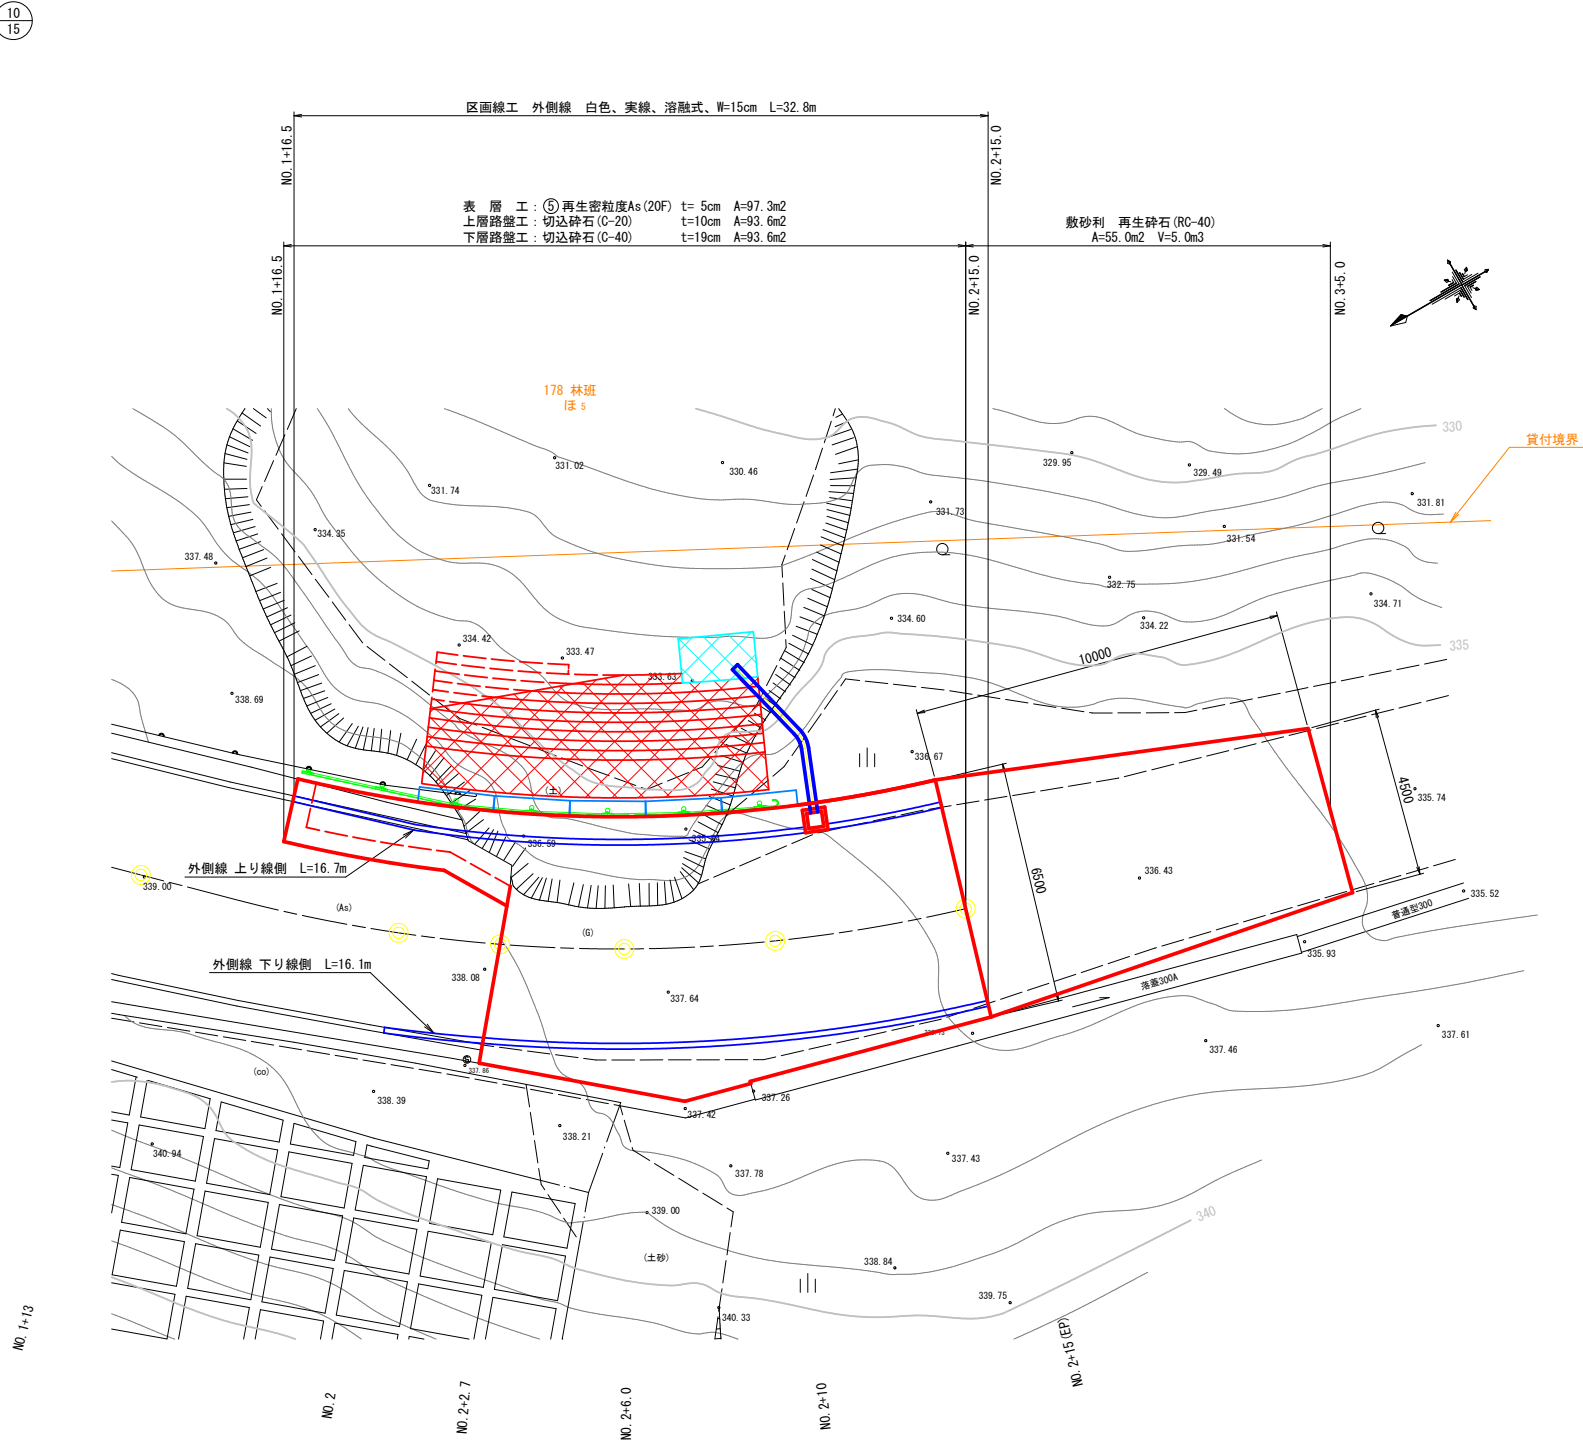 10
15
区画線工　外側線　白色、実線、溶融式、W=15cm　L=32.8m
NO.1+16.5
NO.2+15.0
表　層　工：⑤再生密粒度As(20F)　t= 5cm　A=97.3m2
上層路盤工：切込砕石(C-20)　t=10cm　A=93.6m2
下層路盤工：切込砕石(C-40)　t=19cm　A=93.6m2
敷砂利　再生砕石(RC-40)
A=55.0m2　V=5.0m3
NO.1+16.5
NO.2+15.0
NO.3+5.0
178 林班
ほ 5
330
貸付境界
331.02
330.46
329.95
329.49
331.74
331.81
334.35
331.73
331.54
337.48
332.75
334.71
334.60
334.22
334.42
333.47
335
10000
333.63
338.69
336.67
4500
335.74
(土)
336.59
外側線 上り線側　L=16.7m
339.00
6500
336.43
(As)
(G)
普通型300
335.52
335.93
外側線 下り線側　L=16.1m
338.08
337.64
落蓋300A
337.61
337.46
337.86
(co)
338.39
337.26
337.42
338.21
340.94
337.43
337.78
339.00
340
(土砂)
338.84
339.75
340.33
NO.1+13
NO.2
NO.2+2.7
NO.2+6.0
NO.2+10
NO.2+15(EP)